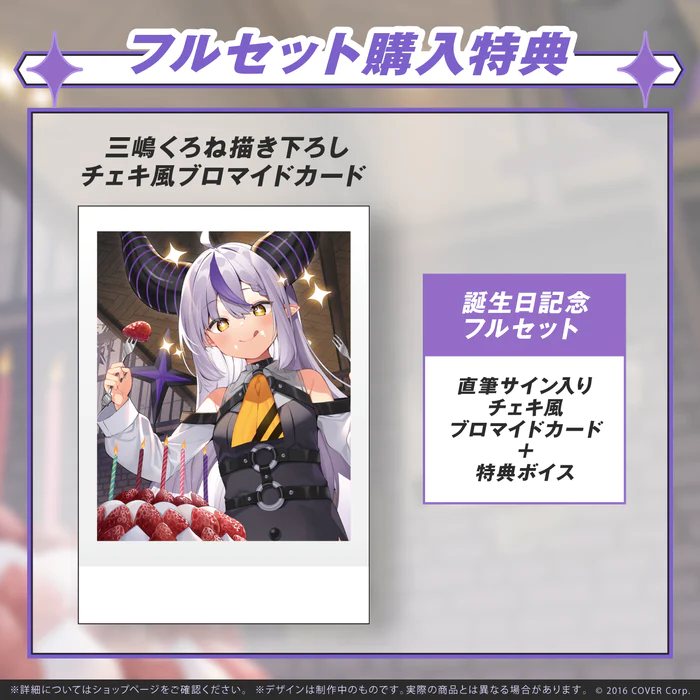 フルセット購入特典
三嶋くろね描き下ろし
チェキ風ブロマイドカード
誕生日記念
フルセット
直筆サイン入り
チェキ風
ブロマイドカード
+
特典ボイス
※詳細についてはショップページをご確認ください。 ※デザインは制作中のものです。実際の商品とは異なる場合があります。 © 2016 COVER Corp.